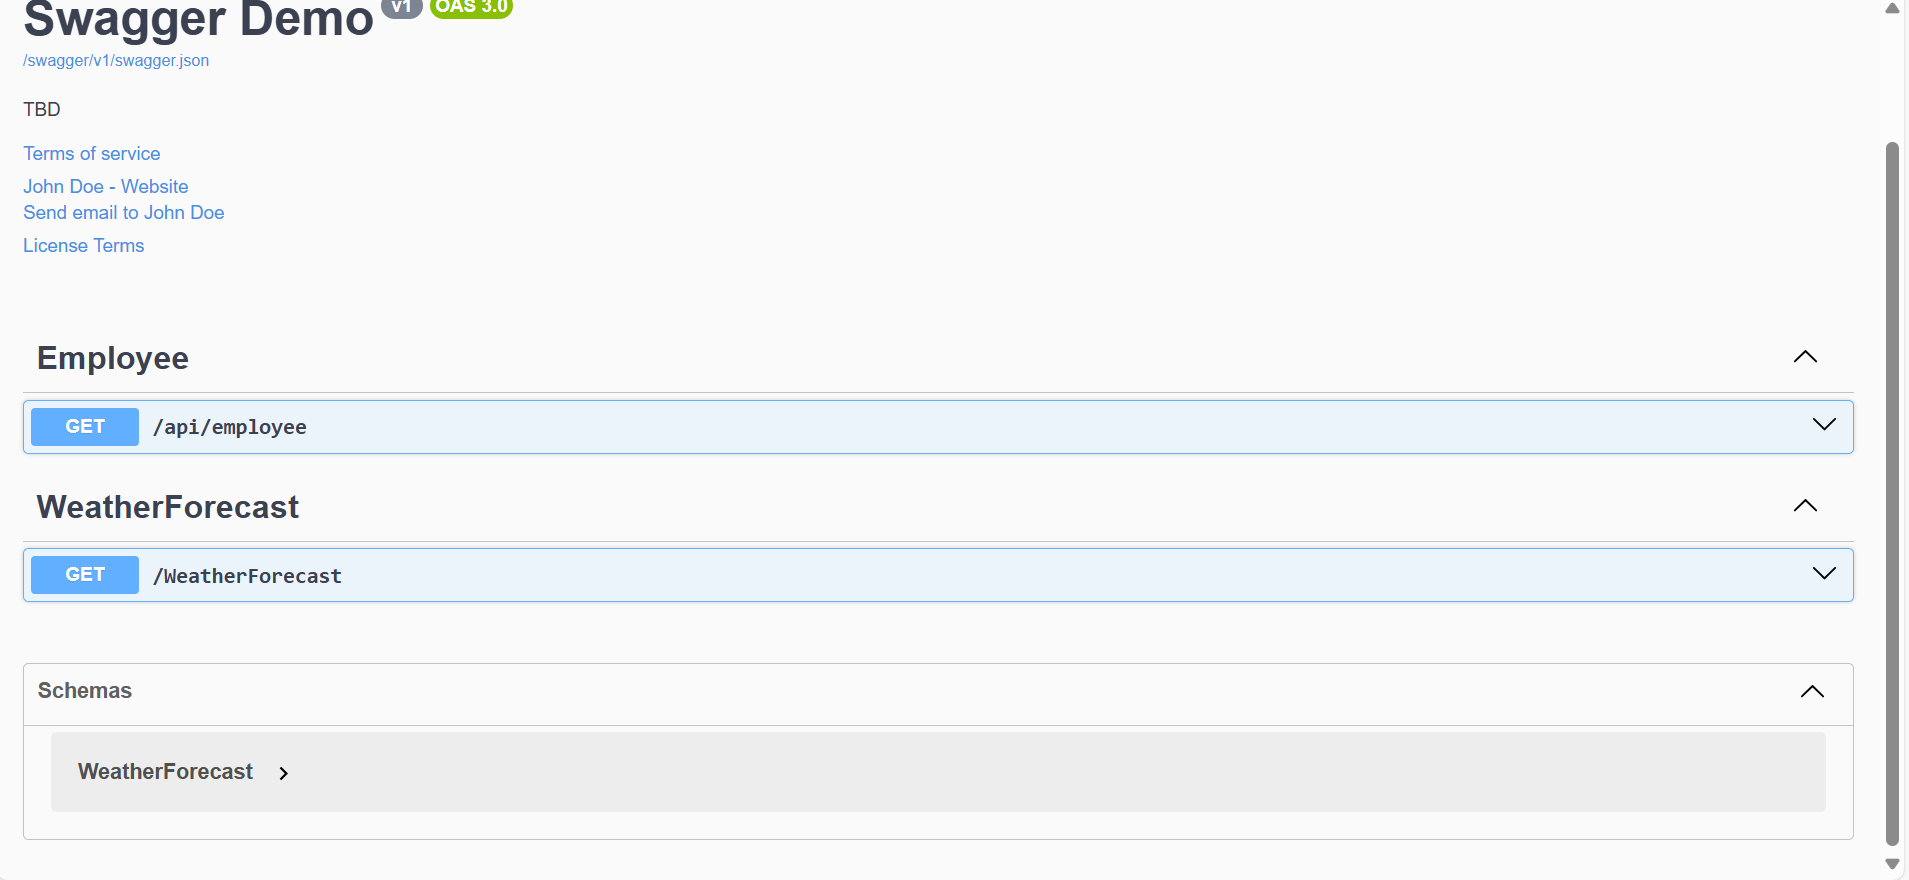 Swagger Demo v1 OAS 3.0
/swagger/v1/swagger.json
TBD
Terms of service
John Doe - Website
Send email to John Doe
License Terms
Employee
GET /api/employee
WeatherForecast
GET /WeatherForecast
Schemas
WeatherForecast